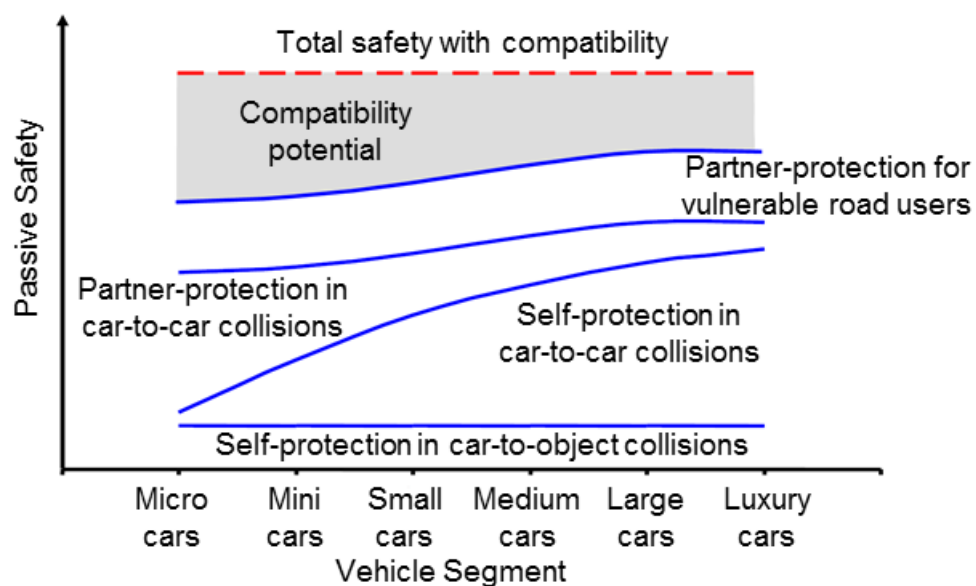 Total safety with compatibility
Compatibility
potential
Partner-protection for
vulnerable road users
Partner-protection in
car-to-car collisions
Self-protection in
car-to-car collisions
Self-protection in car-to-object collisions
Passive Safety
Micro cars
Mini cars
Small cars
Medium cars
Large cars
Luxury cars
Vehicle Segment